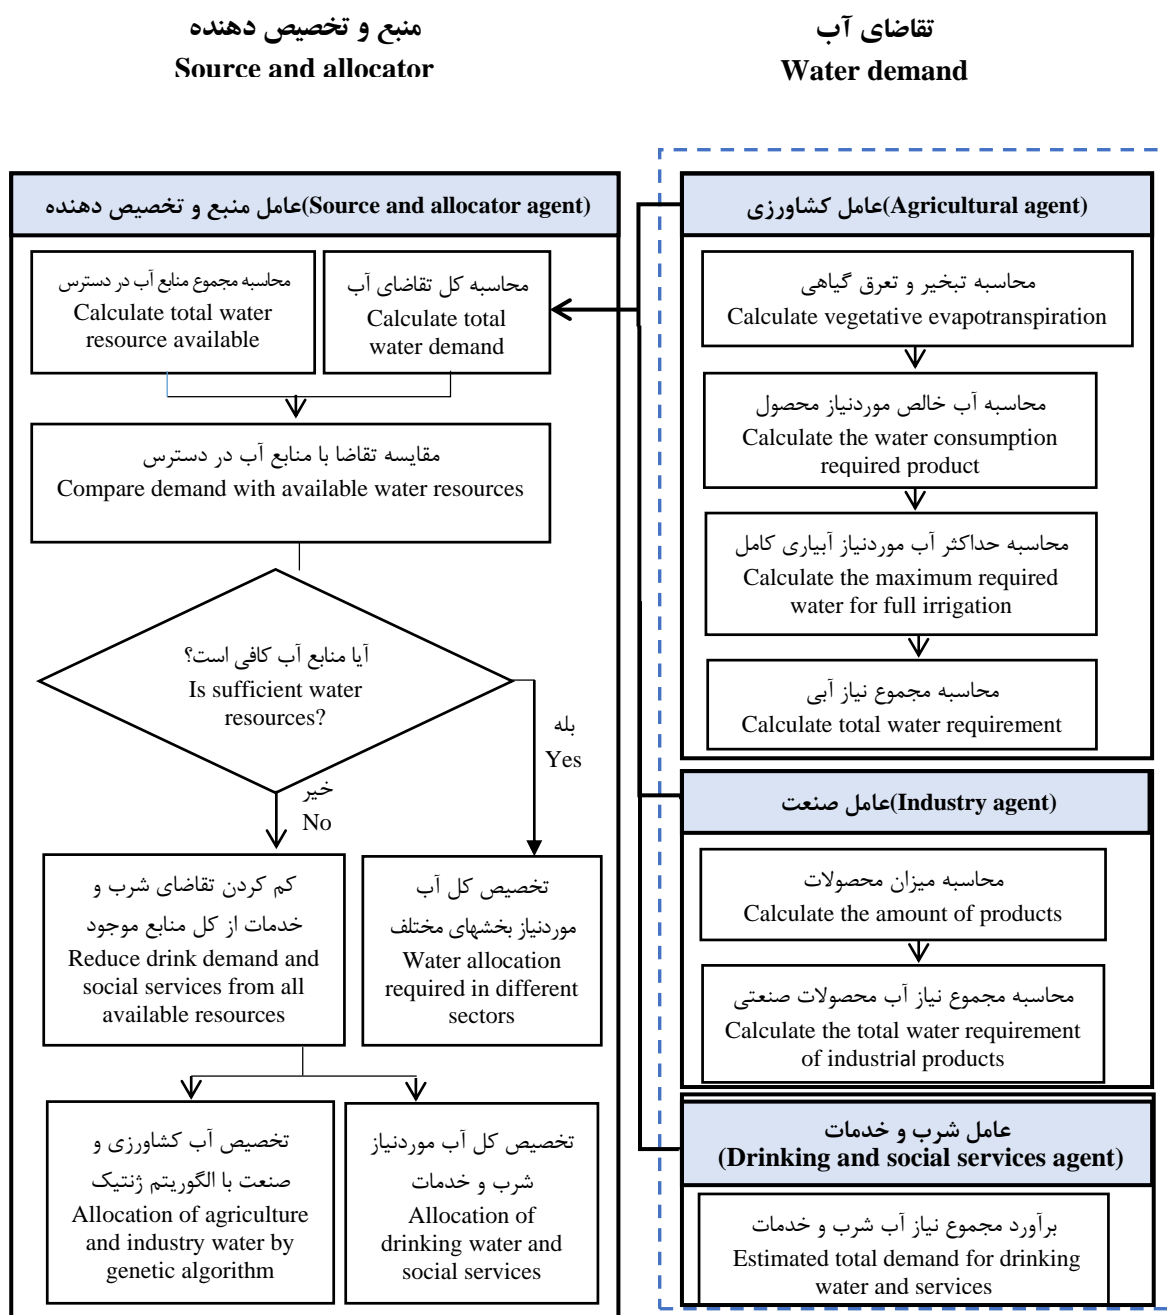 منبع و تخصیص دهنده
Source and allocator
تقاضای آب
Water demand
عامل منبع و تخصیص دهنده(Source and allocator agent)
محاسبه مجموع منابع آب در دسترس
Calculate total water
resource available
محاسبه کل تقاضای آب
Calculate total
water demand
مقایسه تقاضا با منابع آب در دسترس
Compare demand with available water resources
آیا منابع آب کافی است؟
Is sufficient water
resources?
بله
Yes
خیر
No
کم کردن تقاضای شرب و
خدمات از کل منابع موجود
Reduce drink demand and
social services from all
available resources
تخصیص کل آب
موردنیاز بخشهای مختلف
Water allocation
required in different
sectors
تخصیص آب کشاورزی و
صنعت با الگوریتم ژنتیک
Allocation of agriculture
and industry water by
genetic algorithm
تخصیص کل آب موردنیاز
شرب و خدمات
Allocation of
drinking water and
social services
عامل کشاورزی(Agricultural agent)
محاسبه تبخیر و تعرق گیاهی
Calculate vegetative evapotranspiration
محاسبه آب خالص موردنیاز محصول
Calculate the water consumption
required product
محاسبه حداکثر آب موردنیاز آبیاری کامل
Calculate the maximum required
water for full irrigation
محاسبه مجموع نیاز آبی
Calculate total water requirement
عامل صنعت(Industry agent)
محاسبه میزان محصولات
Calculate the amount of products
محاسبه مجموع نیاز آب محصولات صنعتی
Calculate the total water requirement
of industrial products
عامل شرب و خدمات
(Drinking and social services agent)
برآورد مجموع نیاز آب شرب و خدمات
Estimated total demand for drinking
water and services